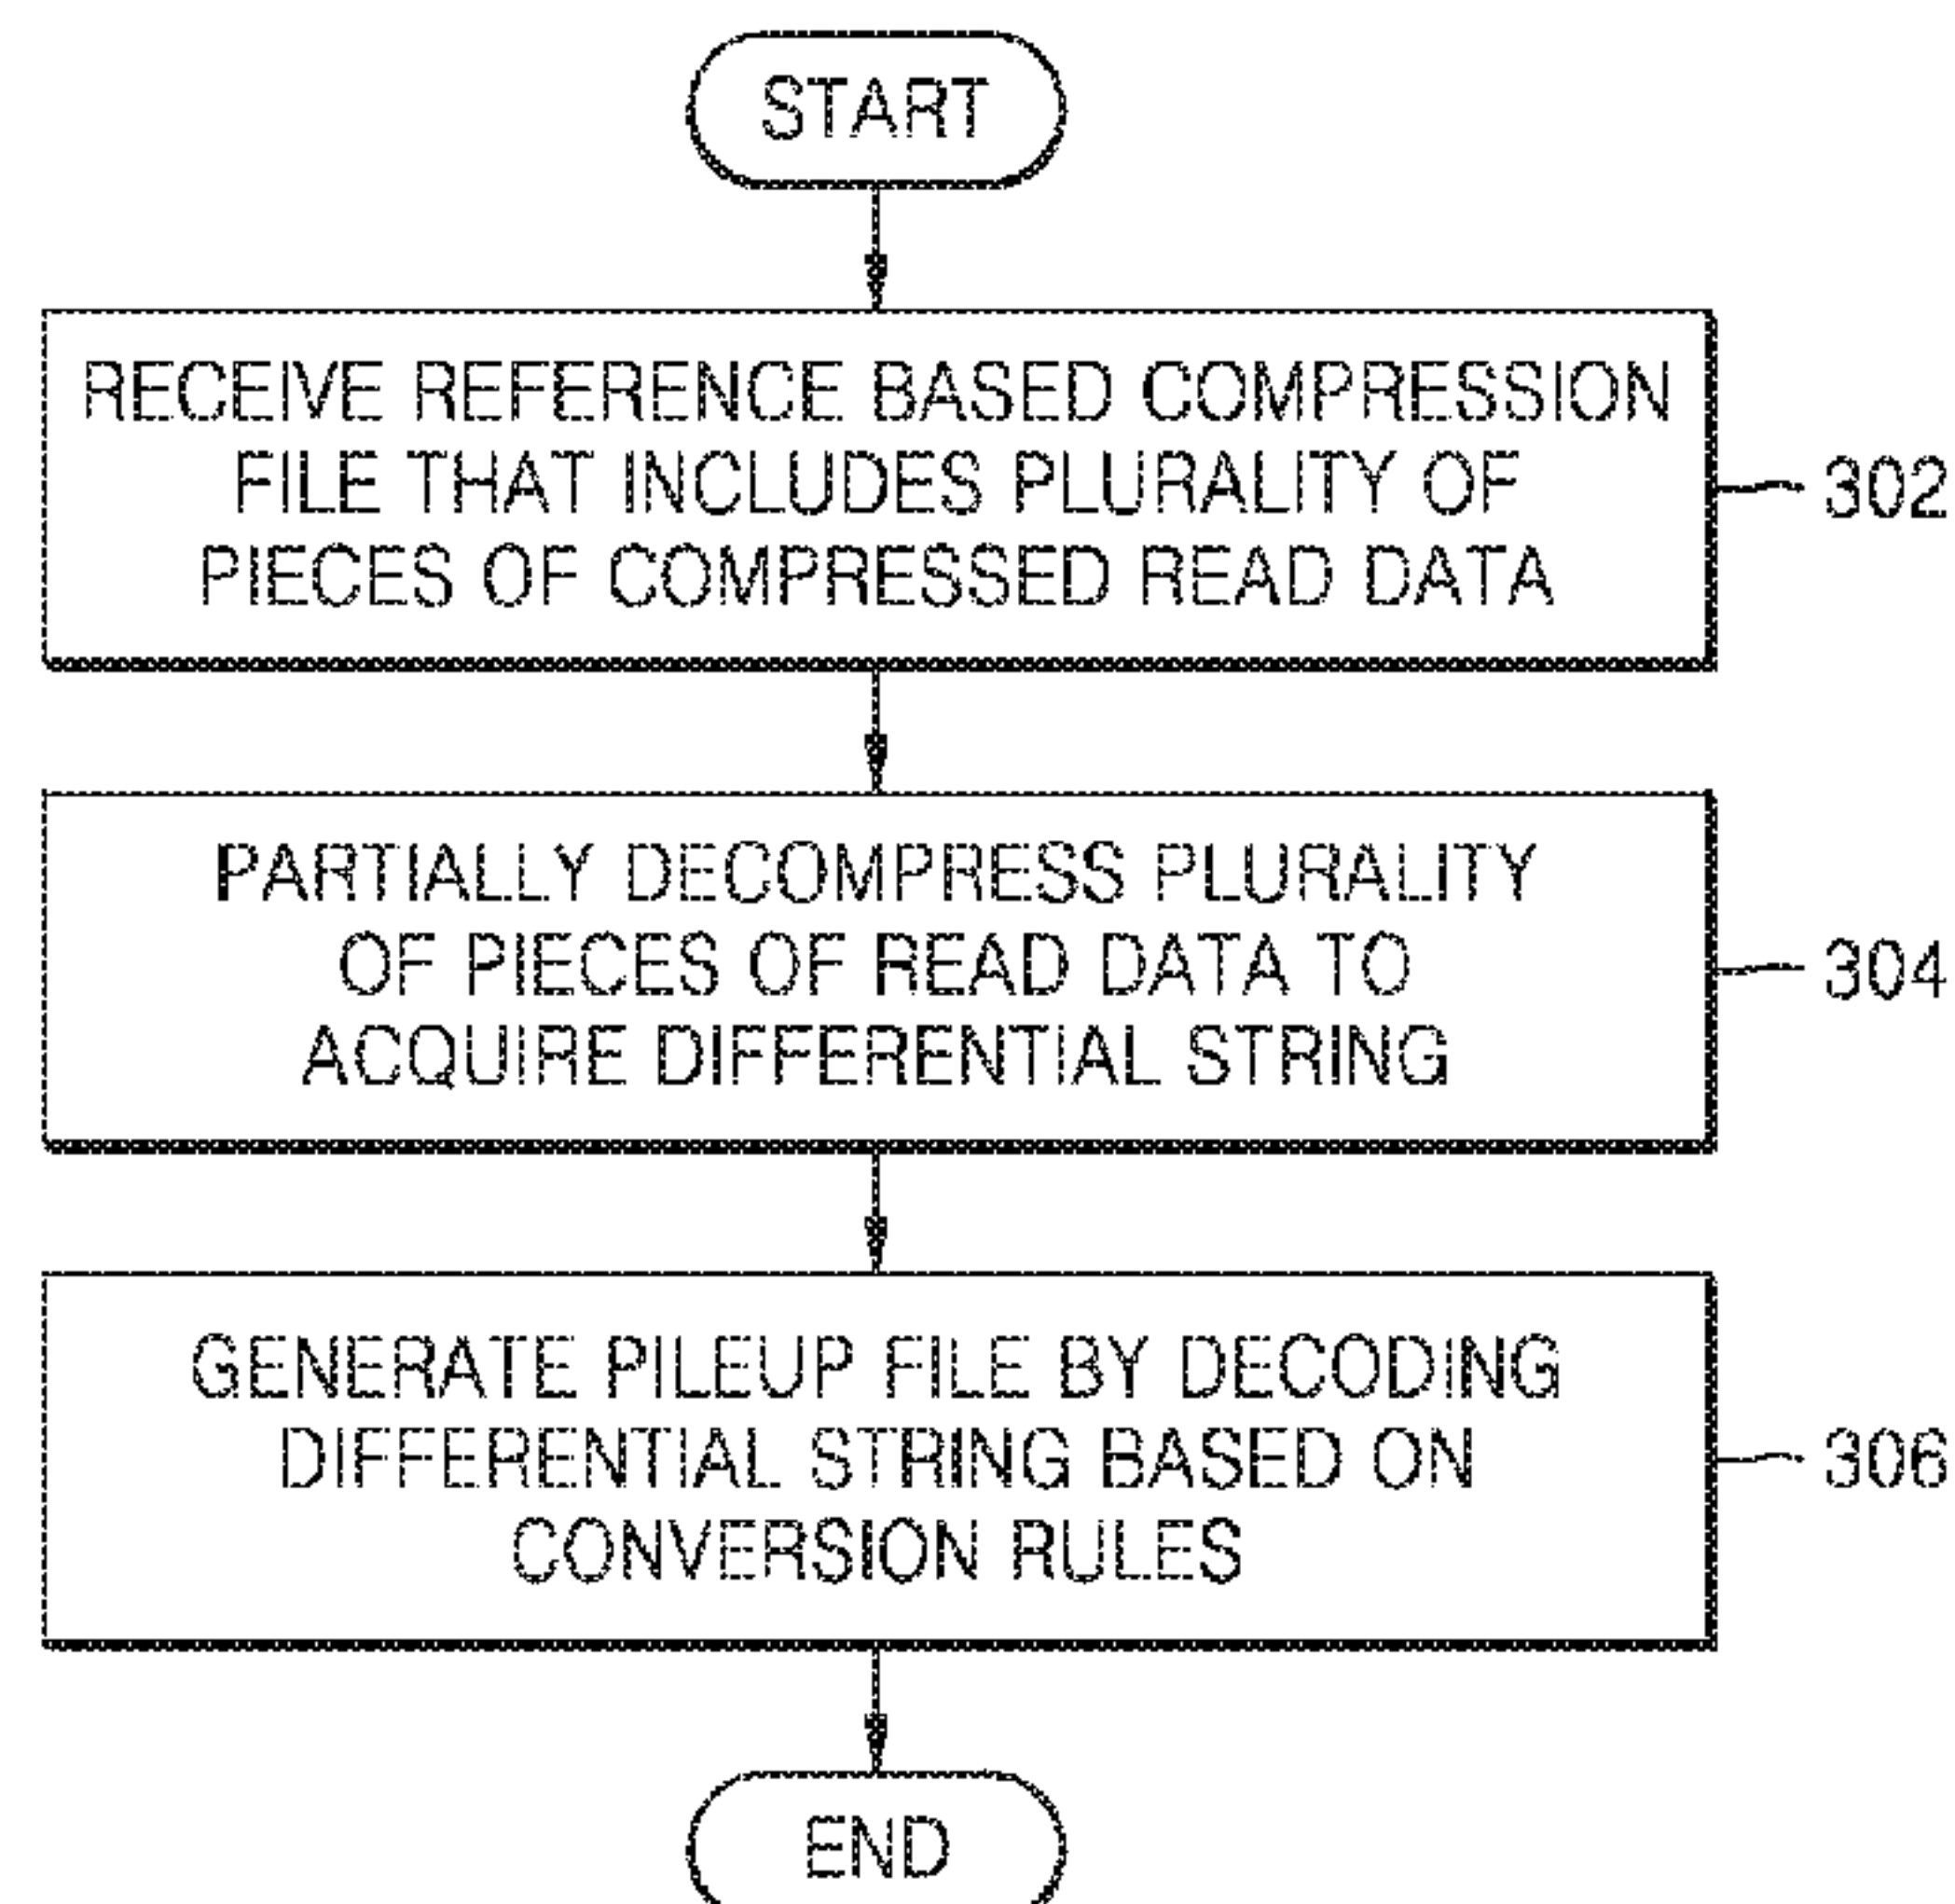 START
RECEIVE REFERENCE BASED COMPRESSION
FILE THAT INCLUDES PLURALITY OF
PIECES OF COMPRESSED READ DATA
302
PARTIALLY DECOMPRESS PLURALITY
OF PIECES OF READ DATA TO
ACQUIRE DIFFERENTIAL STRING
304
GENERATE PILEUP FILE BY DECODING
DIFFERENTIAL STRING BASED ON
CONVERSION RULES
306
END